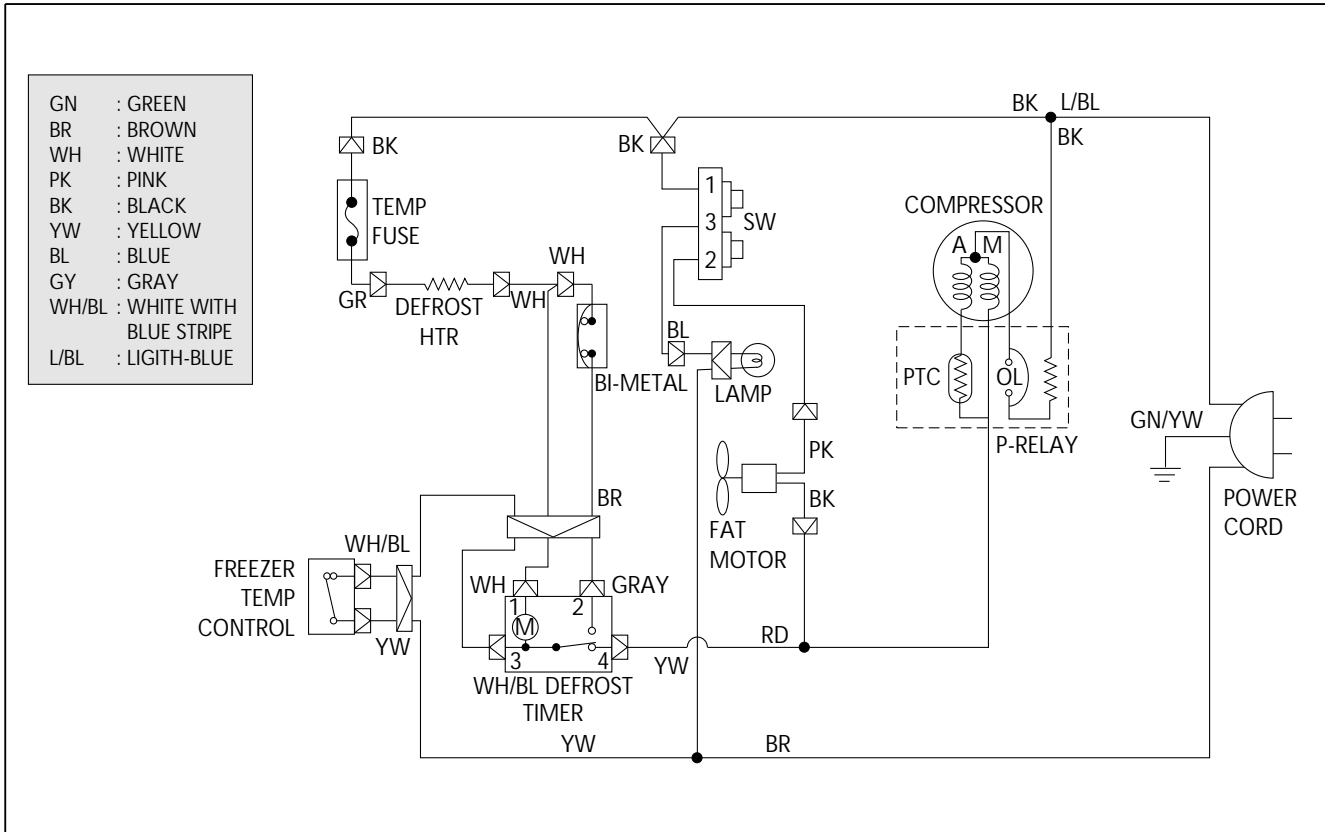 GN : GREEN
BR : BROWN
WH : WHITE
PK : PINK
BK : BLACK
YW : YELLOW
BL : BLUE
GY : GRAY
WH/BL : WHITE WITH
BLUE STRIPE
L/BL : LIGITH-BLUE
BK L/BL
BK
BK
BK
TEMP
FUSE
1
3
2
SW
COMPRESSOR
A M
WH
GR
DEFROST
HTR
WH
BL
BI-METAL
LAMP
PTC
OL
P-RELAY
GN/YW
POWER
CORD
PK
BK
FAT
MOTOR
BR
FREEZER
TEMP
CONTROL
WH/BL
YW
WH
GRAY
1
2
M
3
4
WH/BL DEFROST
TIMER
YW
RD
YW
BR